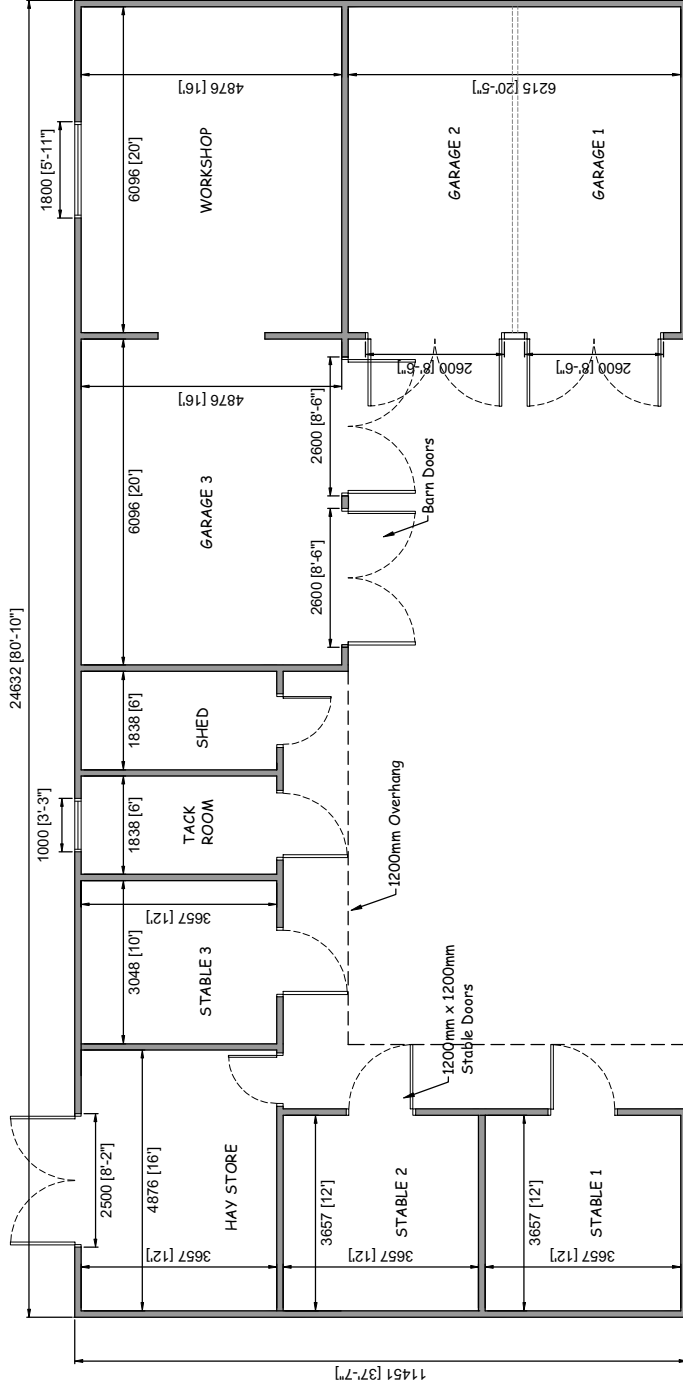 24632 [80'-10"]
1800 [5'-11"]
1000 [3'-3"]
2500 [8'-2"]
11451 [37'-7"]
4876 [16']
3657 [12']
HAY STORE
3048 [10']
3657 [12']
STABLE 3
1838 [6']
TACK
ROOM
1838 [6']
SHED
6096 [20']
4876 [16']
GARAGE 3
2600 [8'-6"]
2600 [8'-6"]
6096 [20']
4876 [16']
WORKSHOP
6215 [20'-5"]
GARAGE 2
GARAGE 1
2600 [8'-6"]
2600 [8'-6"]
Barn Doors
1200mm Overhang
1200mm x 1200mm
Stable Doors
3657 [12']
3657 [12']
STABLE 2
3657 [12']
3657 [12']
STABLE 1